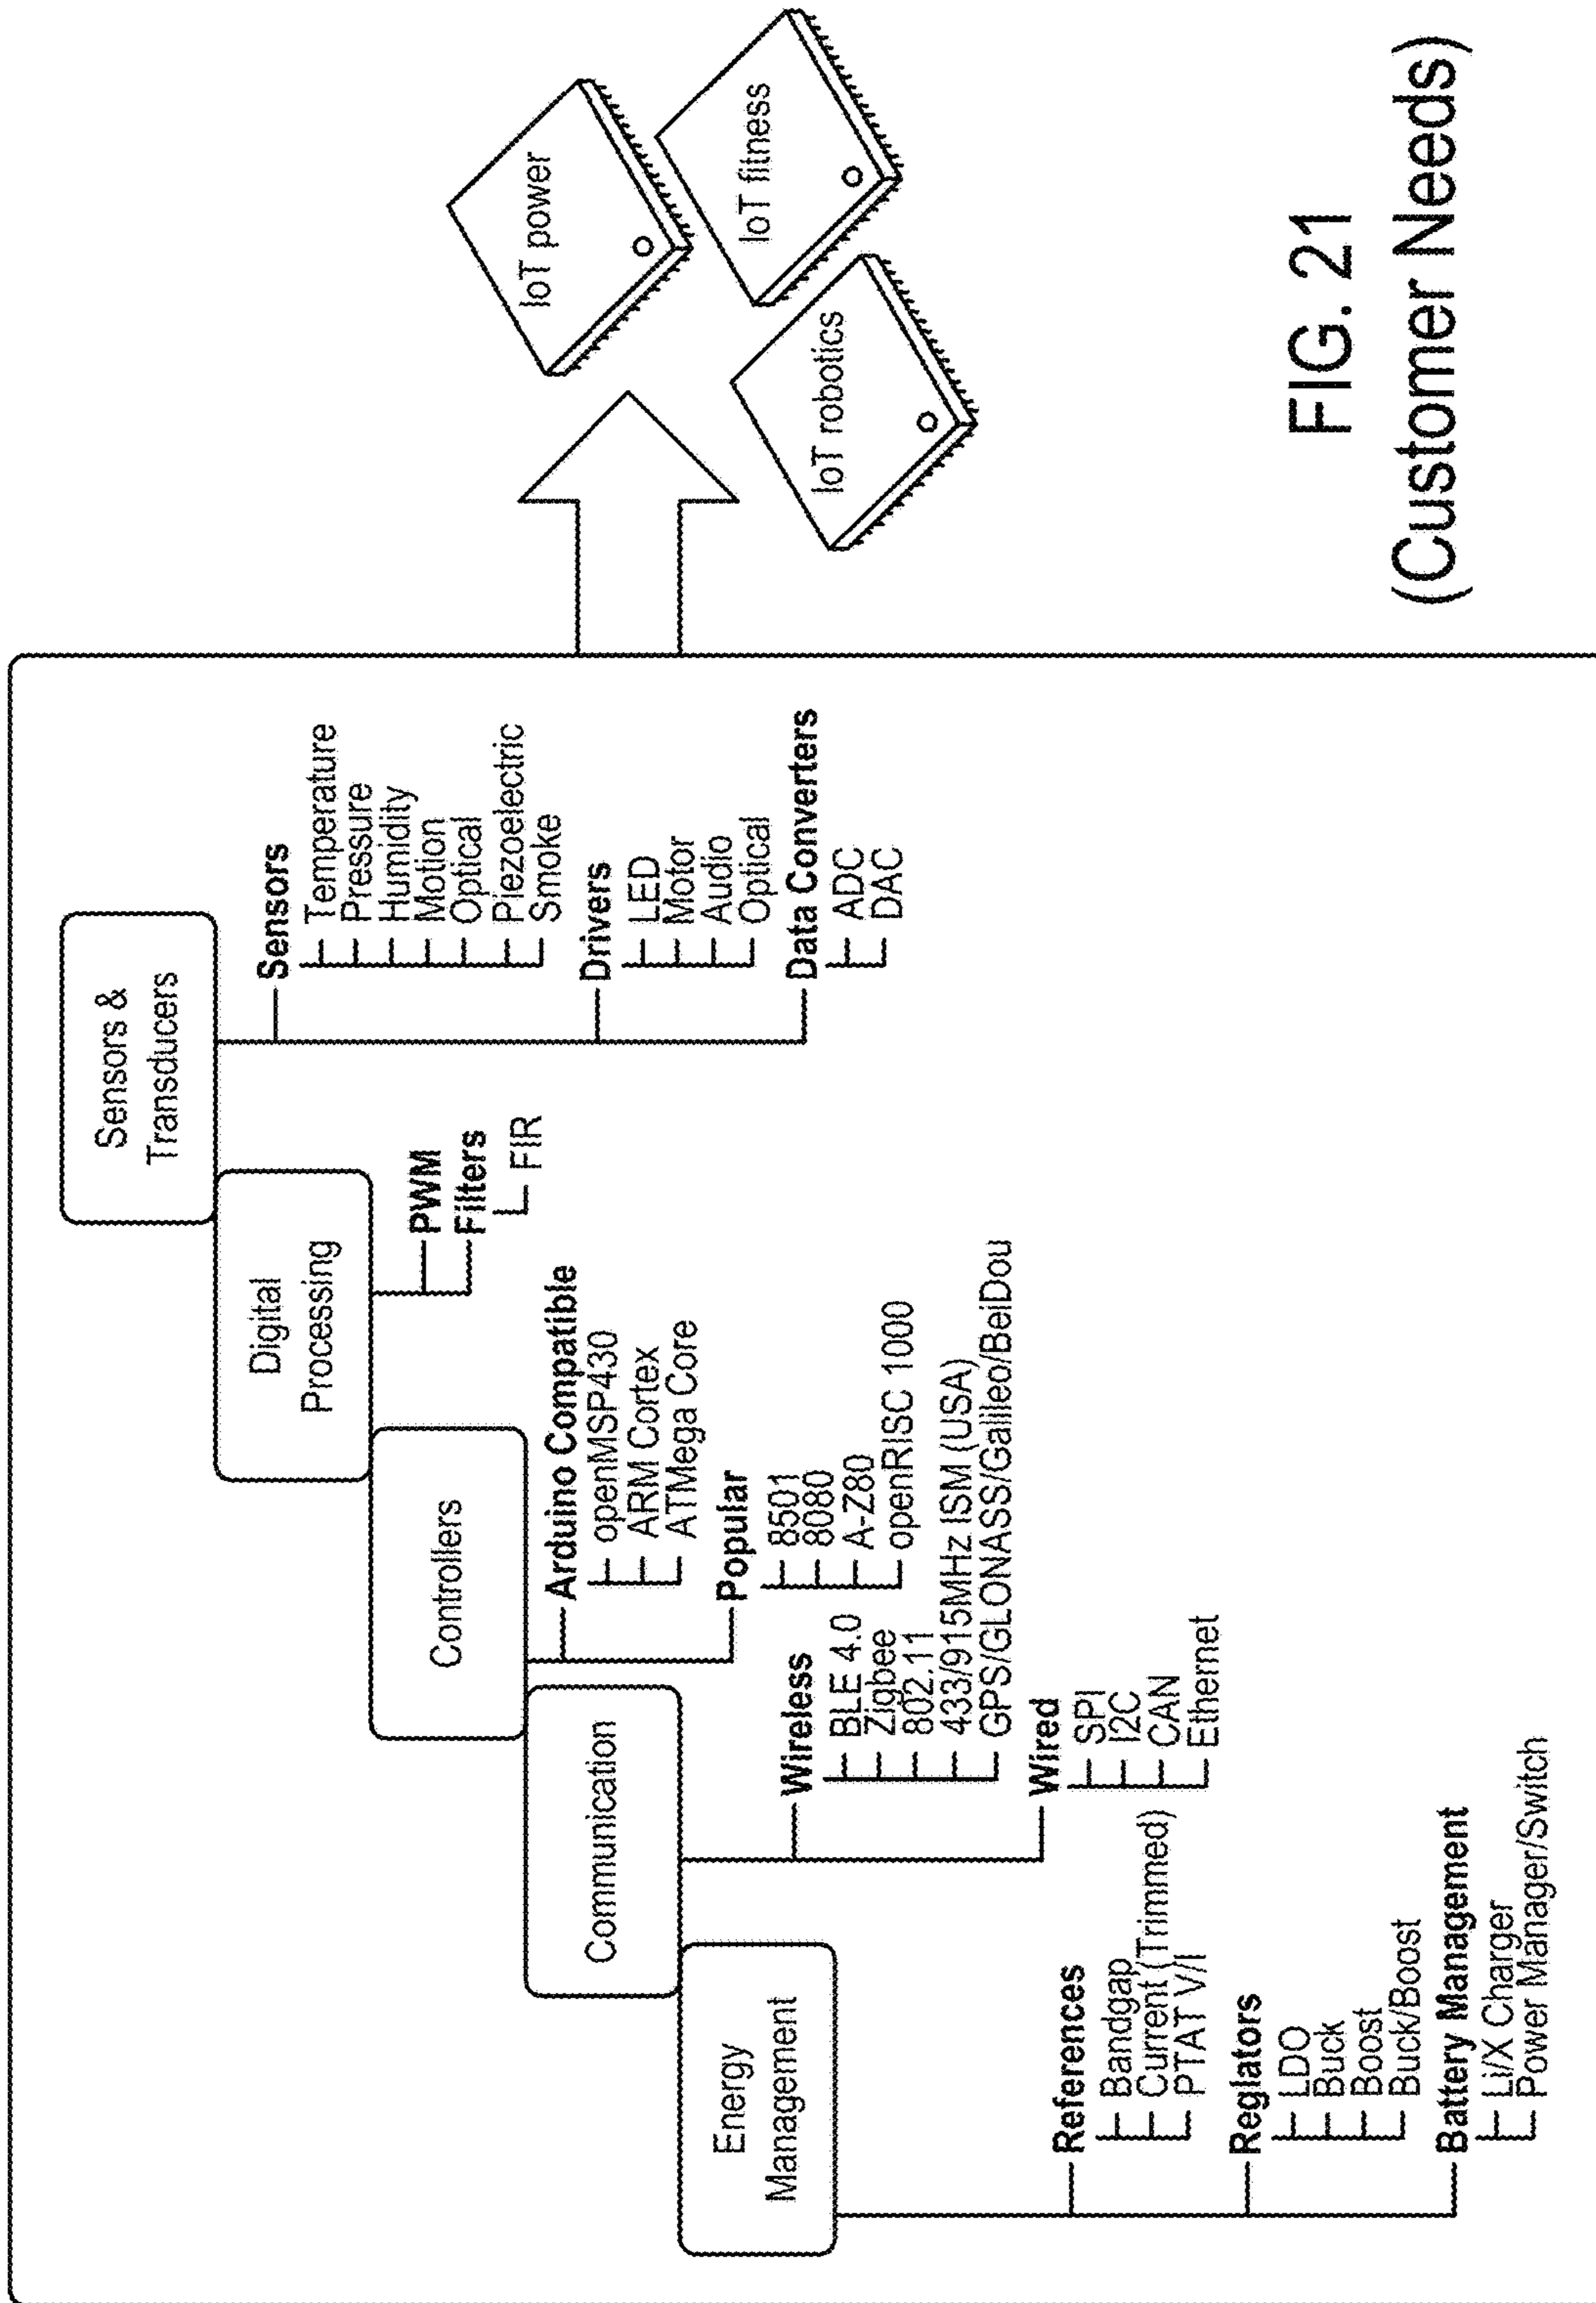 Energy
Management
References
Bandgap
Current (Trimmed)
PTAT V/I
Reglators
LDO
Buck
Boost
Buck/Boost
Battery Management
Li/X Charger
Power Manager/Switch
Communication
Wireless
BLE 4.0
Zigbee
802.11
433/915MHz ISM (USA)
GPS/GLONASS/Galileo/BeiDou
Wired
SPI
I2C
CAN
Ethernet
Controllers
Arduino Compatible
openMSP430
ARM Cortex
ATMega Core
Popular
8501
8080
A-Z80
openRISC 1000
Digital
Processing
PWM
Filters
FIR
Sensors &
Transducers
Sensors
Temperature
Pressure
Humidity
Motion
Optical
Piezoelectric
Smoke
Drivers
LED
Motor
Audio
Optical
Data Converters
ADC
DAC
IoT power
IoT fitness
IoT robotics
FIG. 21
(Customer Needs)